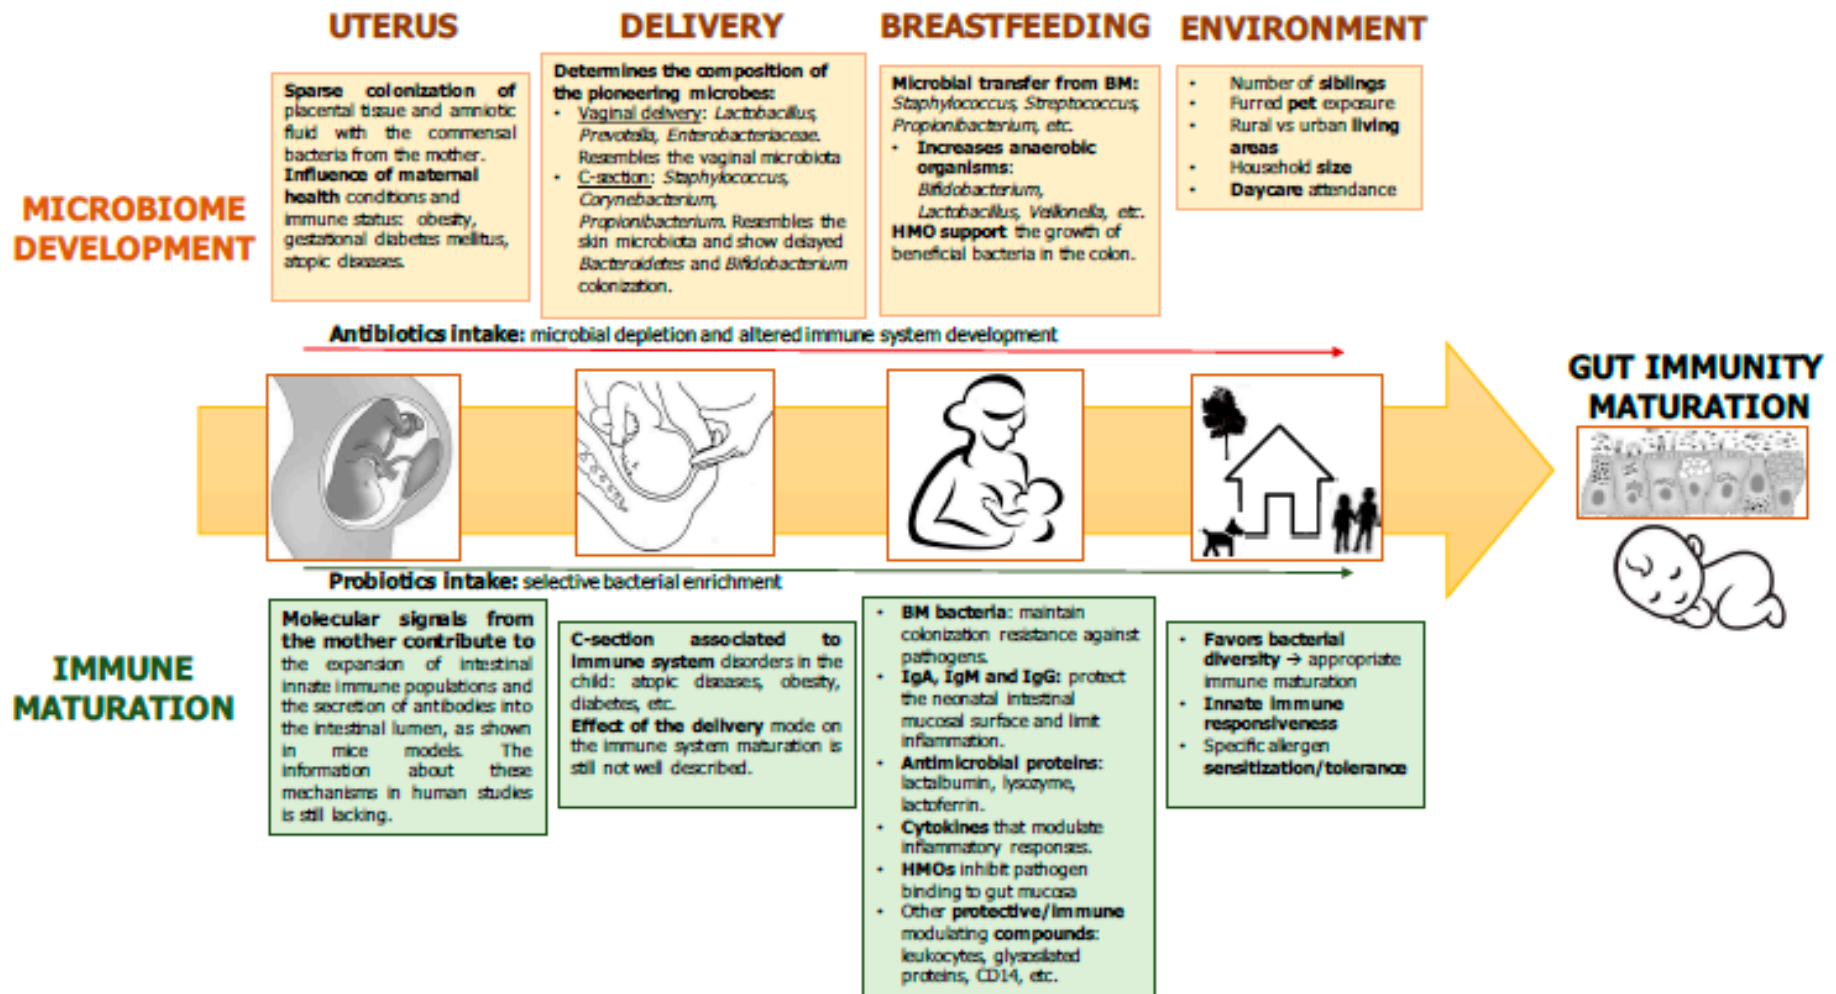 UTERUS
DELIVERY
BREASTFEEDING
ENVIRONMENT
MICROBIOME
DEVELOPMENT
Sparse colonization of
placental tissue and amniotic
fluid with the commensal
bacteria from the mother.
Influence of maternal
health conditions and
immune status: obesity,
gestational diabetes mellitus,
atopic diseases.
Determines the composition of
the pioneering microbes:
• Vaginal delivery: Lactobacillus,
Prevotella, Enterobacteriaceae.
Resembles the vaginal microbiota
• C-section: Staphylococcus,
Corynebacterium,
Propionibacterium. Resembles the
skin microbiota and show delayed
Bacteroidetes and Bifidobacterium
colonization.
Microbial transfer from BM:
Staphylococcus, Streptococcus,
Propionibacterium, etc.
• Increases anaerobic
organisms:
Bifidobacterium,
Lactobacillus, Veillonella, etc.
HMO support the growth of
beneficial bacteria in the colon.
• Number of siblings
• Furred pet exposure
• Rural vs urban living
areas
• Household size
• Daycare attendance
Antibiotics intake: microbial depletion and altered immune system development
GUT IMMUNITY
MATURATION
Probiotics intake: selective bacterial enrichment
IMMUNE
MATURATION
Molecular signals from
the mother contribute to
the expansion of intestinal
innate immune populations and
the secretion of antibodies into
the intestinal lumen, as shown
in mice models. The
information about these
mechanisms in human studies
is still lacking.
C-section associated to
immune system disorders in the
child: atopic diseases, obesity,
diabetes, etc.
Effect of the delivery mode on
the immune system maturation is
still not well described.
• BM bacteria: maintain
colonization resistance against
pathogens.
• IgA, IgM and IgG: protect
the neonatal intestinal
mucosal surface and limit
inflammation.
• Antimicrobial proteins:
lactalbumin, lysozyme,
lactoferrin.
• Cytokines that modulate
inflammatory responses.
• HMOs inhibit pathogen
binding to gut mucosa
• Other protective/immune
modulating compounds:
leukocytes, glysosilated
proteins, CD14, etc.
• Favors bacterial
diversity → appropriate
immune maturation
• Innate immune
responsiveness
• Specific allergen
sensitization/tolerance